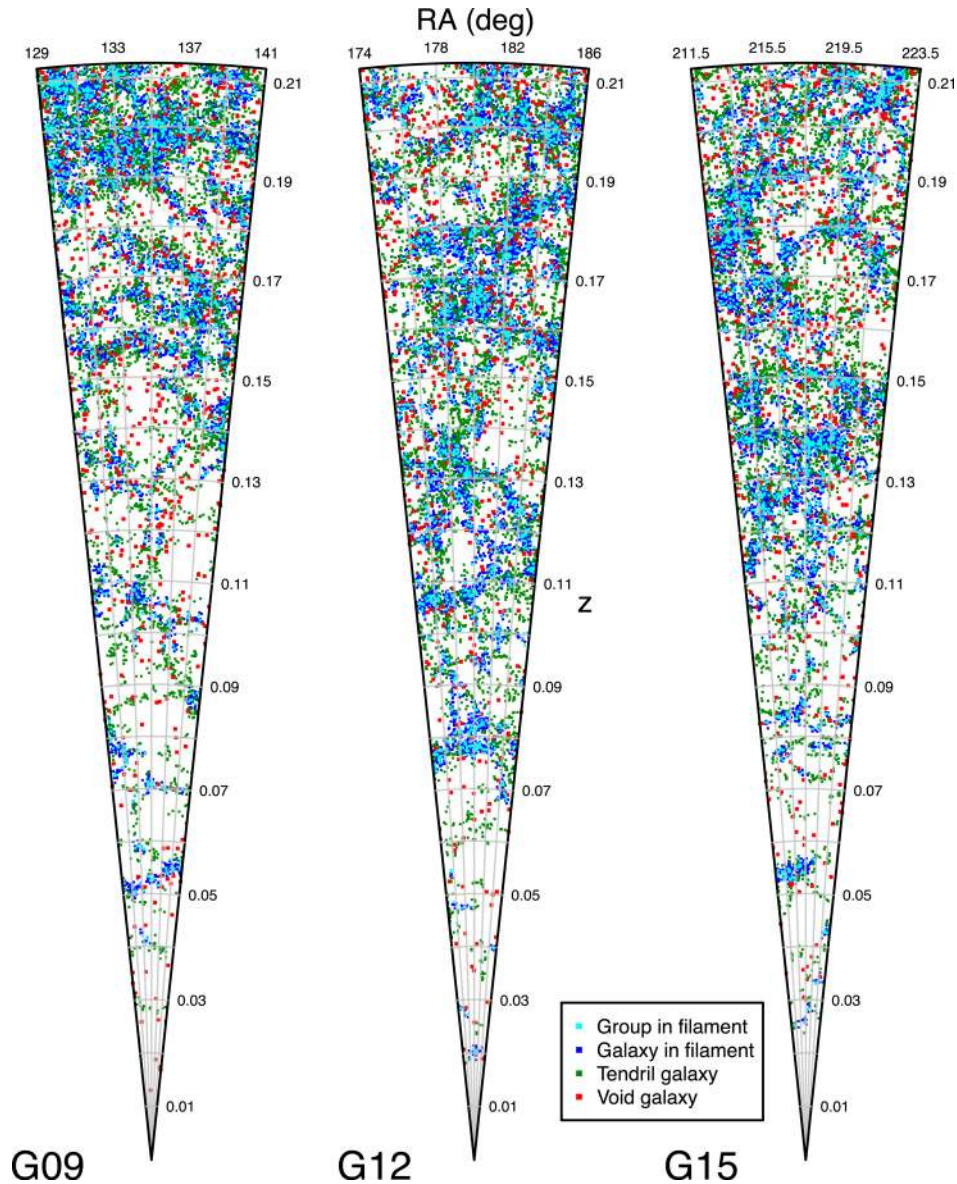 RA (deg)
129 133 137 141
174 178 182 186
211.5 215.5 219.5 223.5
0.21
0.19
0.17
0.15
0.13
0.11
0.09
0.07
0.05
0.03
0.01
0.21
0.19
0.17
0.15
0.13
0.11
z
0.09
0.07
0.05
0.03
0.01
0.21
0.19
0.17
0.15
0.13
0.11
0.09
0.07
0.05
0.03
0.01
Group in filament
Galaxy in filament
Tendril galaxy
Void galaxy
G09
G12
G15